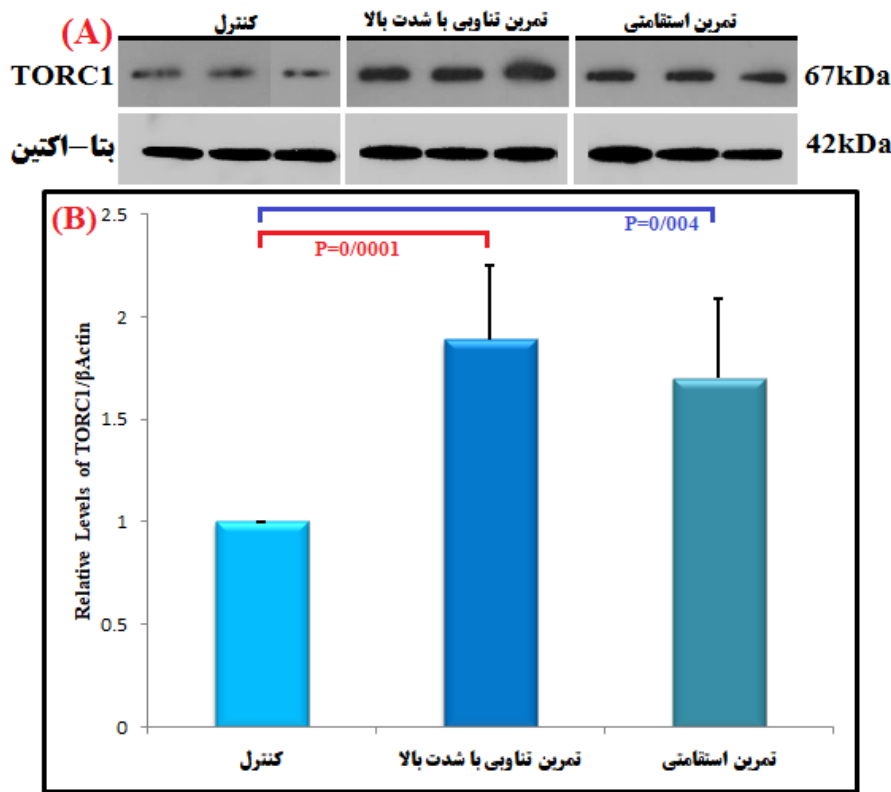 (A)
کنترل
تمرین تناوبی با شدت بالا
تمرین استقامتی
TORC1
67kDa
بتا-اکتین
42kDa
(B)
2.5
2
1.5
1
0.5
0
P=0/0001
P=0/004
Relative Levels of TORC1/βActin
کنترل
تمرین تناوبی با شدت بالا
تمرین استقامتی